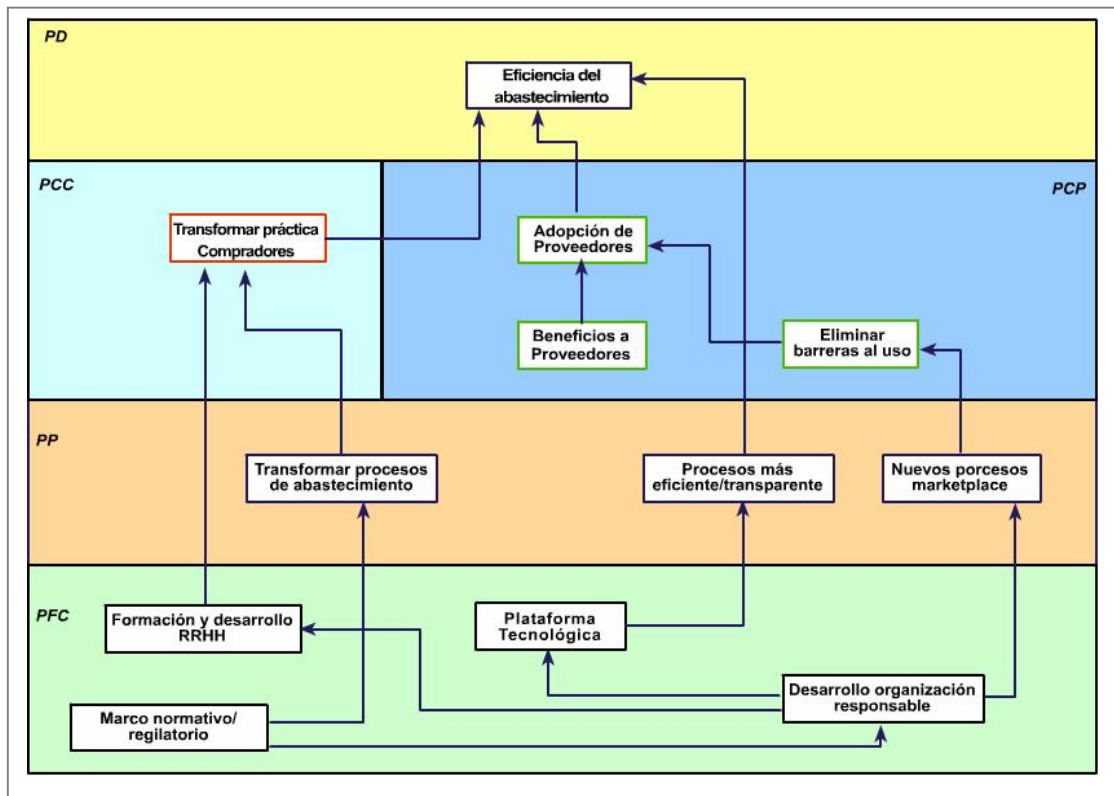 PD
Eficiencia del
abastecimiento
PCC
PCP
Transformar práctica
Compradores
Adopción de
Proveedores
Beneficios a
Proveedores
Eliminar
barreras al uso
PP
Transformar procesos
de abastecimiento
Procesos más
eficiente/transparente
Nuevos porcesos
marketplace
PFC
Formación y desarrollo
RRHH
Plataforma
Tecnológica
Desarrollo organización
responsable
Marco normativo/
regilatorio